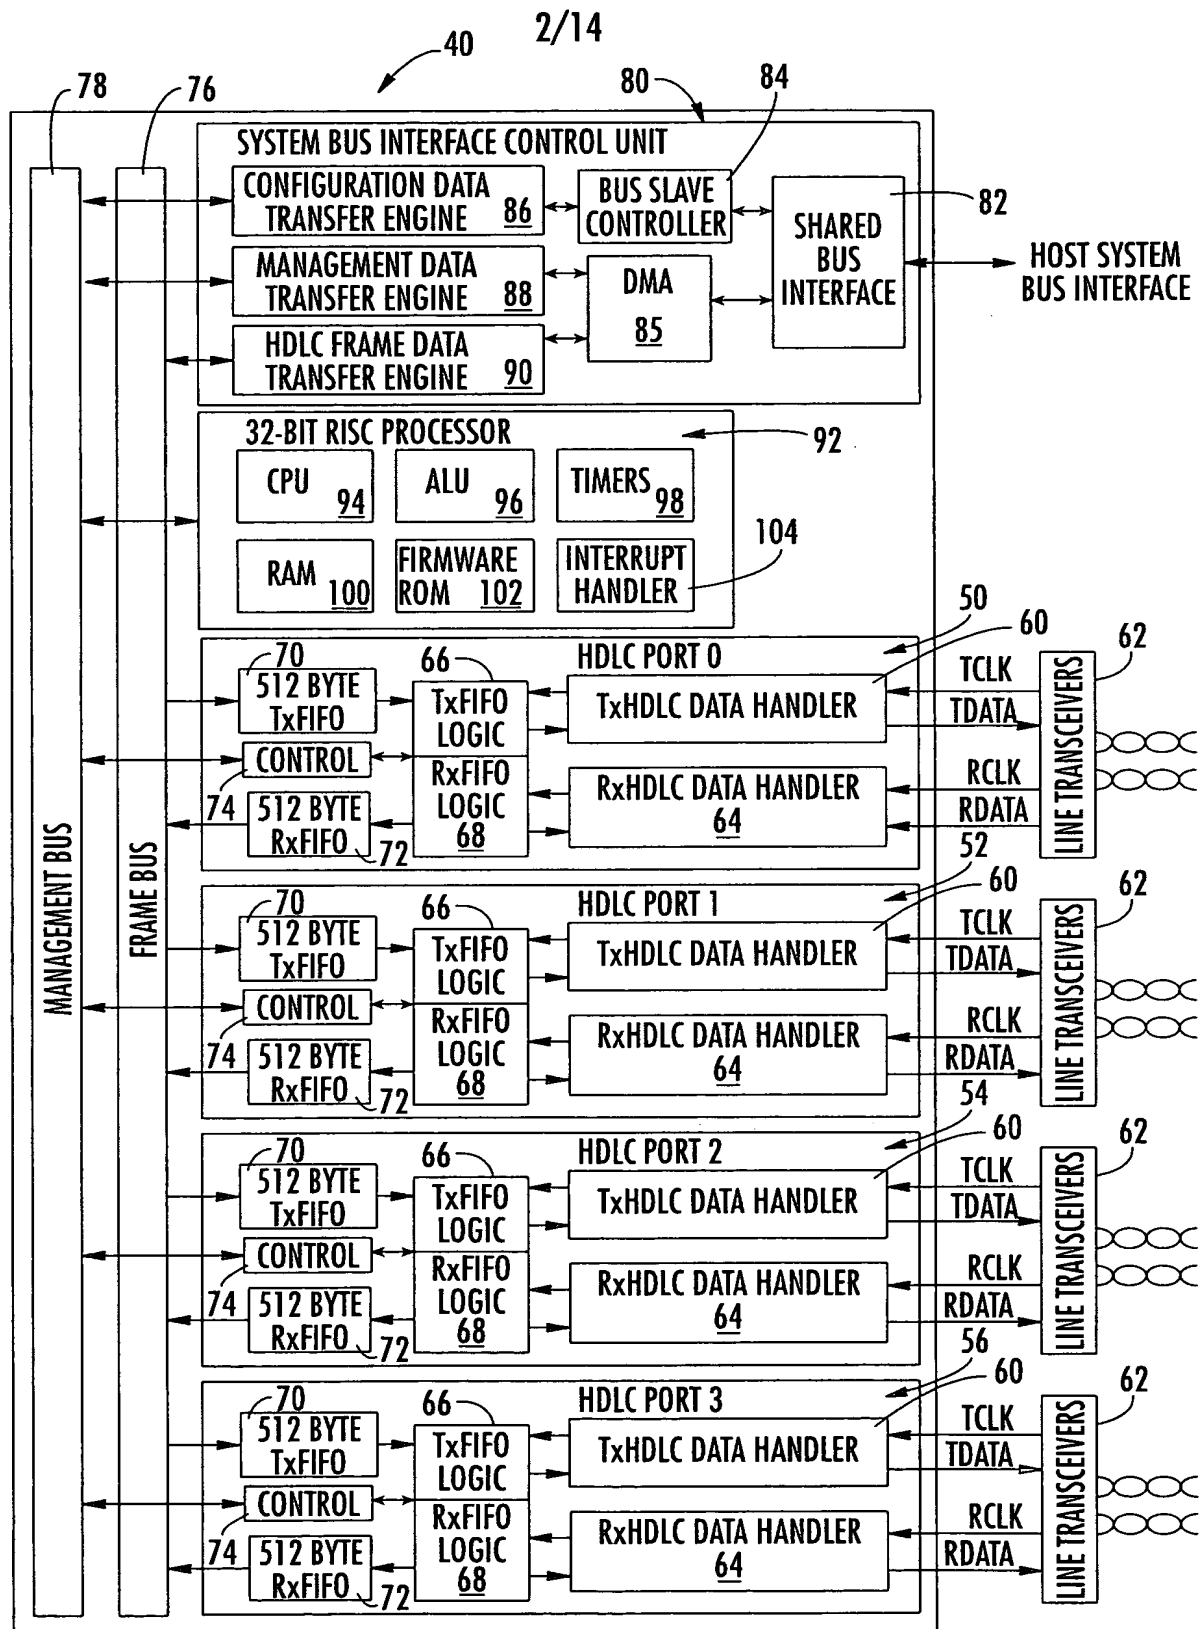 2/14
40
78
76
80
84
SYSTEM BUS INTERFACE CONTROL UNIT
CONFIGURATION DATA
TRANSFER ENGINE 86
BUS SLAVE
CONTROLLER
82
SHARED
BUS
INTERFACE
HOST SYSTEM
BUS INTERFACE
MANAGEMENT DATA
TRANSFER ENGINE 88
DMA
85
HDLC FRAME DATA
TRANSFER ENGINE 90
32-BIT RISC PROCESSOR
92
CPU
94
ALU
96
TIMERS
98
RAM
100
FIRMWARE
ROM 102
INTERRUPT
HANDLER
104
MANAGEMENT BUS
FRAME BUS
HDLC PORT 0
50
60
62
70
512 BYTE
TxFIFO
66
TxFIFO
LOGIC
TxHDLC DATA HANDLER
TCLK
TDATA
CONTROL
74
RxFIFO
LOGIC
68
RxHDLC DATA HANDLER
64
RCLK
RDATA
512 BYTE
RxFIFO
72
LINE TRANSCEIVERS
HDLC PORT 1
52
60
62
70
512 BYTE
TxFIFO
66
TxFIFO
LOGIC
TxHDLC DATA HANDLER
TCLK
TDATA
CONTROL
74
RxFIFO
LOGIC
68
RxHDLC DATA HANDLER
64
RCLK
RDATA
512 BYTE
RxFIFO
72
LINE TRANSCEIVERS
HDLC PORT 2
54
60
62
70
512 BYTE
TxFIFO
66
TxFIFO
LOGIC
TxHDLC DATA HANDLER
TCLK
TDATA
CONTROL
74
RxFIFO
LOGIC
68
RxHDLC DATA HANDLER
64
RCLK
RDATA
512 BYTE
RxFIFO
72
LINE TRANSCEIVERS
HDLC PORT 3
56
60
62
70
512 BYTE
TxFIFO
66
TxFIFO
LOGIC
TxHDLC DATA HANDLER
TCLK
TDATA
CONTROL
74
RxFIFO
LOGIC
68
RxHDLC DATA HANDLER
64
RCLK
RDATA
512 BYTE
RxFIFO
72
LINE TRANSCEIVERS